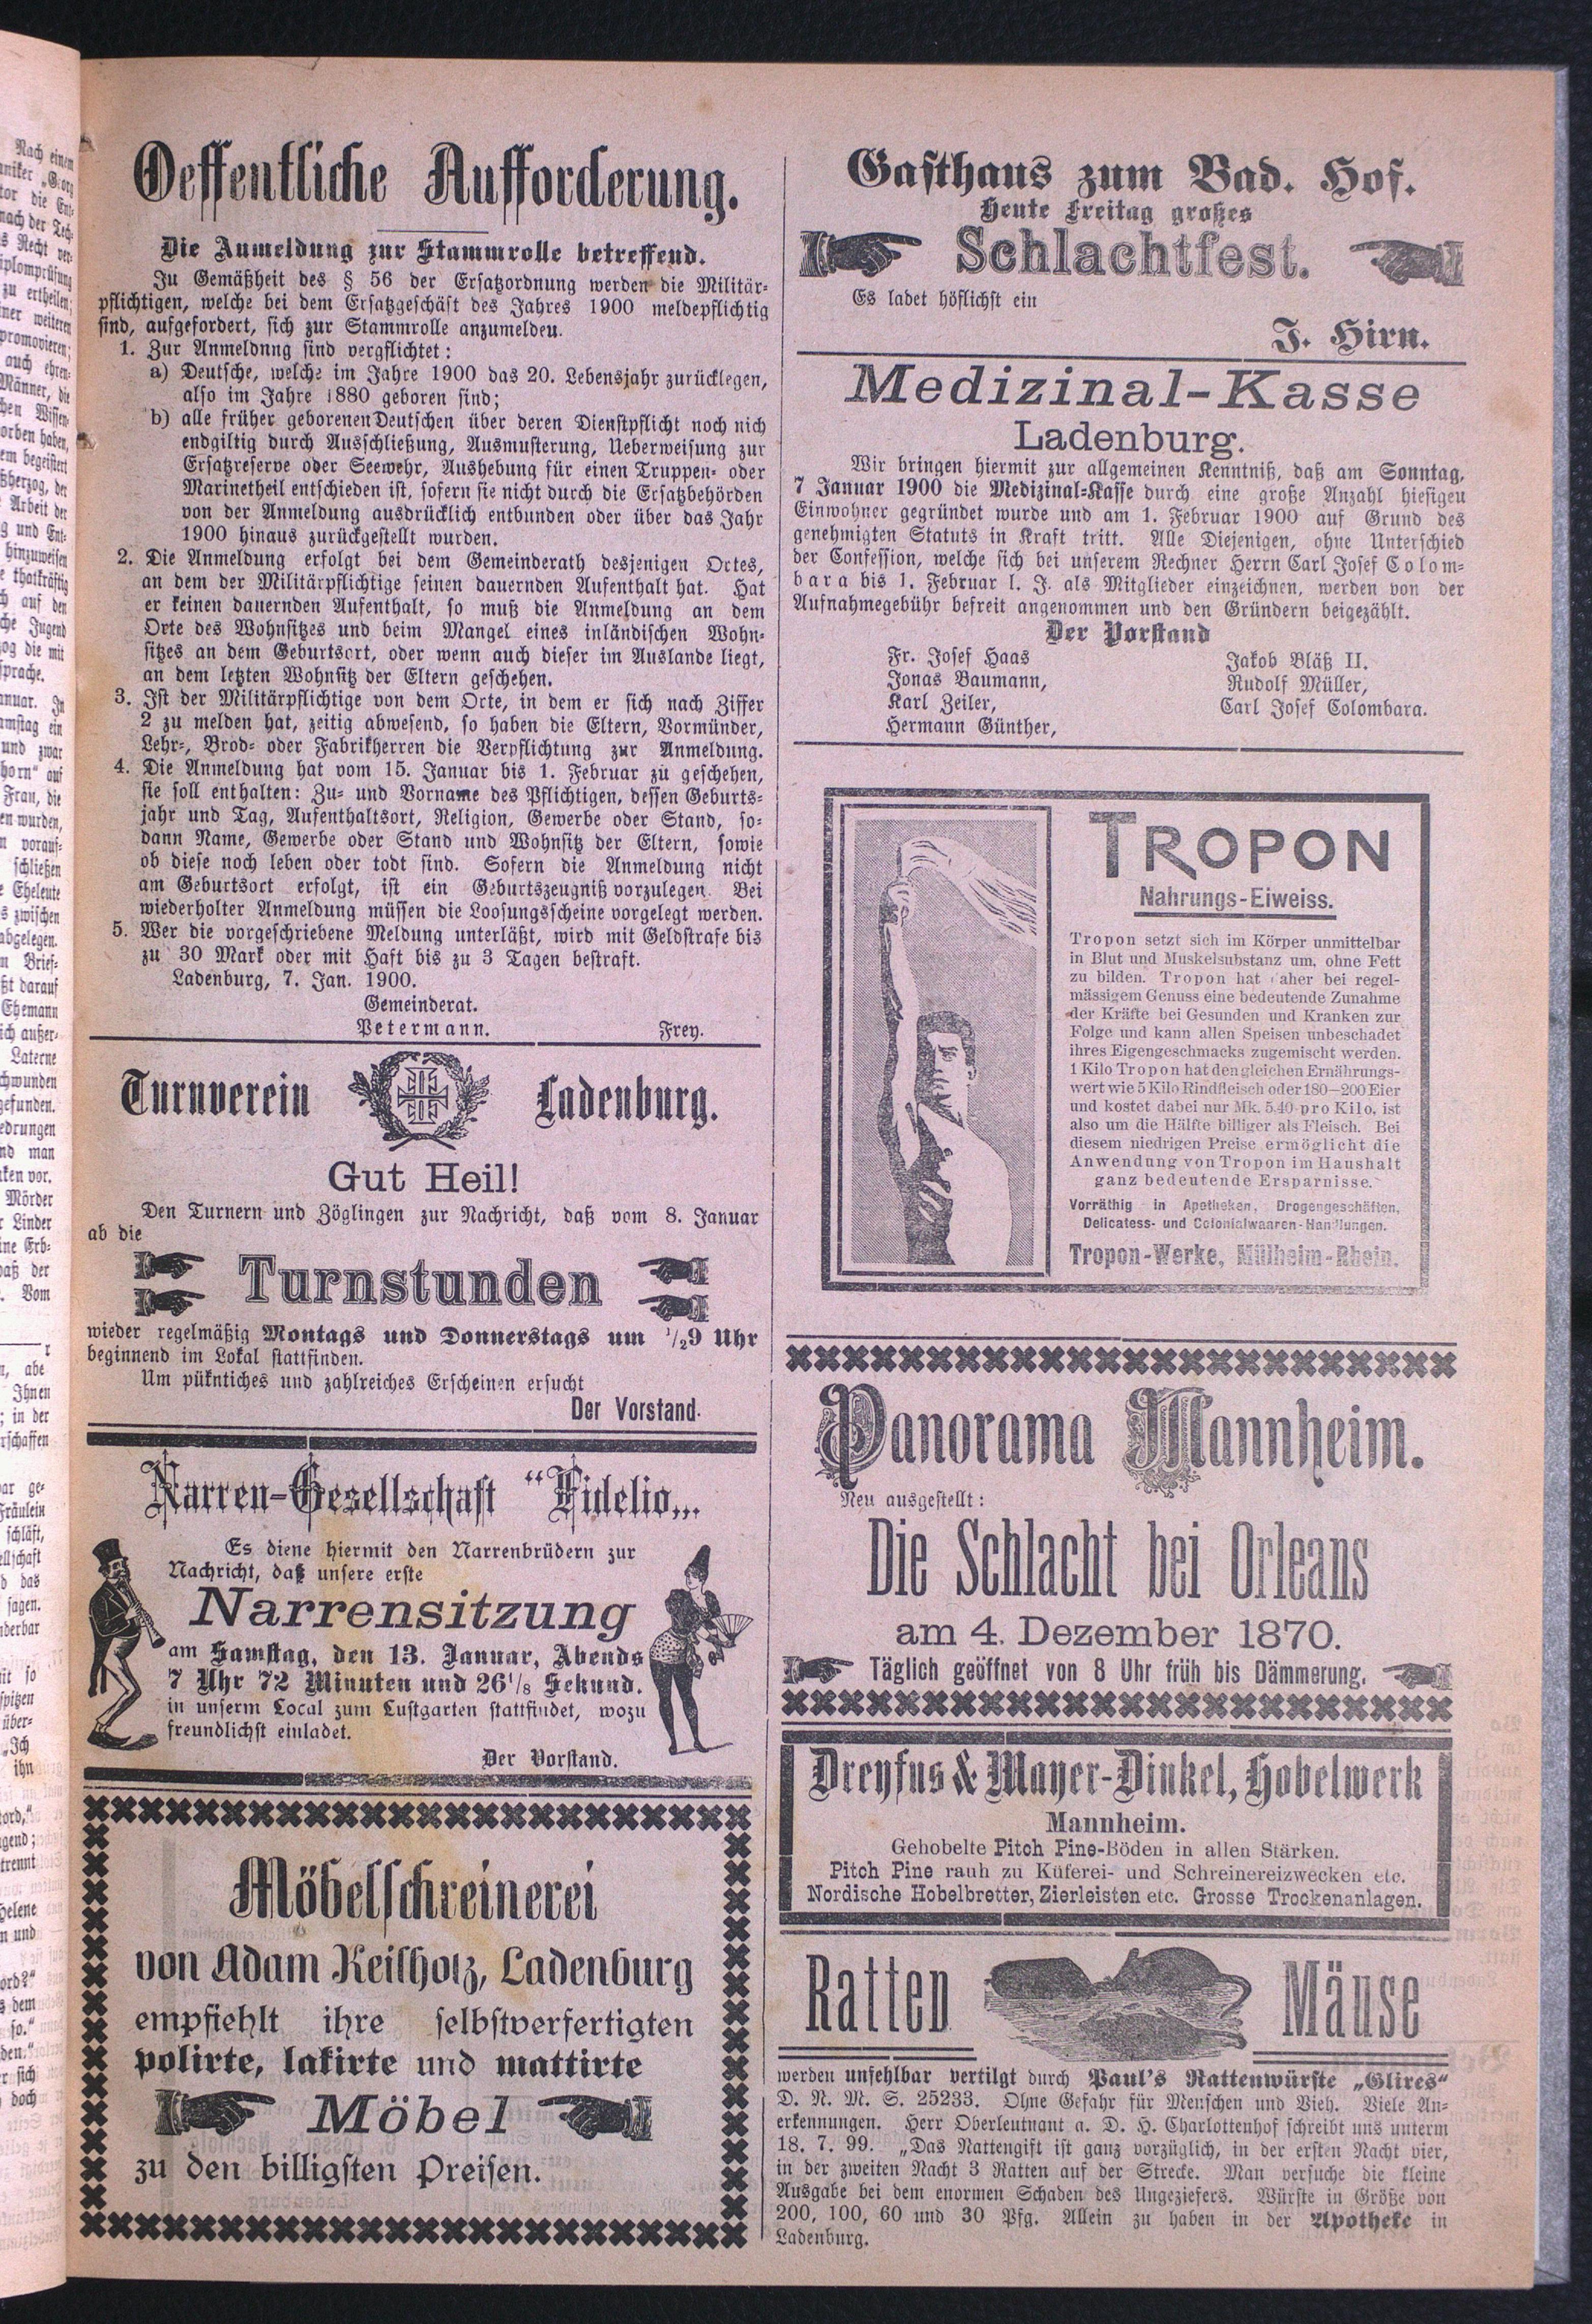 Oeffentliche Aufforderung.
Die Anmeldung zur Stammrolle betreffend.
In Gemäßheit des § 56 der Ersatzordnung werden die Militär-
pflichtigen, welche bei dem Ersatzgeschäft des Jahres 1900 meldepflichtig
sind, aufgefordert, sich zur Stammrolle anzumelden.
1. Zur Anmeldnng sind vergflichtet:
a) Deutsche, welche im Jahre 1900 das 20. Lebensjahr zurücklegen,
also im Jahre 1880 geboren sind;
b) alle früher geborenen Deutschen über deren Dienstpflicht noch nich
endgiltig durch Ausschließung, Ausmusterung, Ueberweisung zur
Ersatzreserve oder Seewehr, Aushebung für einen Truppen- oder
Marinetheil entschieden ist, sofern sie nicht durch die Ersatzbehörden
von der Anmeldung ausdrücklich entbunden oder über das Jahr
1900 hinaus zurückgestellt wurden.
2. Die Anmeldung erfolgt bei dem Gemeinderath desjenigen Ortes,
an dem der Militärpflichtige seinen dauernden Aufenthalt hat. Hat
er keinen dauernden Aufenthalt, so muß die Anmeldung an dem
Orte des Wohnsitzes und beim Mangel eines inländischen Wohn-
sitzes an dem Geburtsort, oder wenn auch dieser im Auslande liegt,
an dem letzten Wohnsitz der Eltern geschehen.
3. Ist der Militärpflichtige von dem Orte, in dem er sich nach Ziffer
2 zu melden hat, zeitig abwesend, so haben die Eltern, Vormünder,
Lehr-, Brod- oder Fabrikherren die Verpflichtung zur Anmeldung.
4. Die Anmeldung hat vom 15. Januar bis 1. Februar zu geschehen,
sie soll enthalten: Zu- und Vorname des Pflichtigen, dessen Geburts-
jahr und Tag, Aufenthaltsort, Religion, Gewerbe oder Stand, so-
dann Name, Gewerbe oder Stand und Wohnsitz der Eltern, sowie
ob diese noch leben oder todt sind. Sofern die Anmeldung nicht
am Geburtsort erfolgt, ist ein Geburtszeugniß vorzulegen. Bei
wiederholter Anmeldung müssen die Loosungsscheine vorgelegt werden.
5. Wer die vorgeschriebene Meldung unterläßt, wird mit Geldstrafe bis
zu 30 Mark oder mit Haft bis zu 3 Tagen bestraft.
Ladenburg, 7. Jan. 1900.
Gemeinderat.
Petermann. Frey.
Turnverein Ladenburg.
Gut Heil!
Den Turnern und Zöglingen zur Nachricht, daß vom 8. Januar
ab die
Turnstunden
wieder regelmäßig Montags und Donnerstags um 1/29 Uhr
beginnend im Lokal stattfinden.
Um pükntiches und zahlreiches Erscheinen ersucht
Der Vorstand.
Narren-Gesellschaft "Fidelio„
Es diene hiermit den Narrenbrüdern zur
Nachricht, daß unsere erste
Narrensitzung
am Samstag, den 13. Januar, Abends
7 Uhr 72 Minuten und 26 1/8 Sekund.
in unserm Local zum Lustgarten stattfindet, wozu
freundlichst einladet.
Der Vorstand.
Möbelschreinerei
von Adam Keilholz, Ladenburg
empfiehlt ihre selbstverfertigten
polirte, lakirte und mattirte
Möbel
zu den billigsten Preisen.
Gasthaus zum Bad. Hof.
Heute Freitag großes
Schlachtfest.
Es ladet höflichst ein
J. Hirn.
Medizinal-Kasse
Ladenburg.
Wir bringen hiermit zur allgemeinen Kenntniß, daß am Sonntag,
7 Januar 1900 die Medizinal-Kasse durch eine große Anzahl hiesigeu
Einwohner gegründet wurde und am 1. Februar 1900 auf Grund des
genehmigten Statuts in Kraft tritt. Alle Diejenigen, ohne Unterschied
der Confession, welche sich bei unserem Rechner Herrn Carl Josef Colom-
bara bis 1. Februar l. J. als Mitglieder einzeichnen, werden von der
Aufnahmegebühr befreit angenommen und den Gründern beigezählt.
Der Vorstand
Fr. Josef Haas
Jonas Baumann,
Karl Zeiler,
Hermann Günther,
Jakob Bläß II.
Rudolf Müller,
Carl Josef Colombara.
TROPON
Nahrungs-Eiweiss.
Tropon setzt sich im Körper unmittelbar
in Blut und Muskelsubstanz um, ohne Fett
zu bilden. Tropon hat aher bei regel-
mässigem Genuss eine bedeutende Zunahme
der Kräfte bei Gesunden und Kranken zur
Folge und kann allen Speisen unbeschadet
ihres Eigengeschmacks zugemischt werden.
1 Kilo Tropon hat den gleichen Ernährungs-
wert wie 5 Kilo Rindfleisch oder 180—200 Eier
und kostet dabei nur Mk. 5.40 pro Kilo, ist
also um die Hälfte billiger als Fleisch. Bei
diesem niedrigen Preise ermöglicht die
Anwendung von Tropon im Haushalt
ganz bedeutende Ersparnisse.
Vorräthig in Apotheken, Drogengeschäften,
Delicatess- und Colonialwaaren-Handlungen.
Tropon-Werke, Mülheim-Rhein.
Panorama Mannheim.
Neu ausgestellt:
Die Schlacht bei Orleans
am 4. Dezember 1870.
Täglich geöffnet von 8 Uhr früh bis Dämmerung.
Dreyfus & Mayer-Dinkel, Hobelwerk
Mannheim.
Gehobelte Pitch Pine-Böden in allen Stärken.
Pitch Pine rauh zu Küferei- und Schreinereizwecken etc.
Nordische Hobelbretter, Zierleisten etc. Grosse Trockenanlagen.
Ratten Mäuse
werden unfehlbar vertilgt durch Paul's Rattenwürste „Glires"
D. N. M. S. 25233. Ohne Gefahr für Menschen und Vieh. Viele An-
erkennungen. Herr Oberleutnant a. D. H. Charlottenhof schreibt uns unterm
18. 7. 99. „Das Rattengift ist ganz vorzüglich, in der ersten Nacht vier,
in der zweiten Nacht 3 Ratten auf der Strecke. Man versuche die kleine
Ausgabe bei dem enormen Schaden des Ungeziefers. Würste in Größe von
200, 100, 60 und 30 Pfg. Allein zu haben in der Apotheke in
Ladenburg.